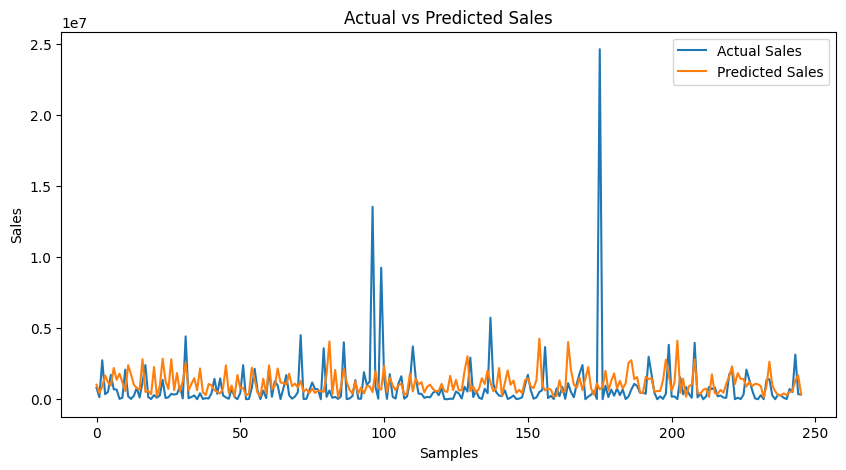 Actual vs Predicted Sales
1e7
Actual Sales
Predicted Sales
2.5
2.0
1.5
1.0
0.5
0.0
Sales
0 50 100 150 200 250
Samples